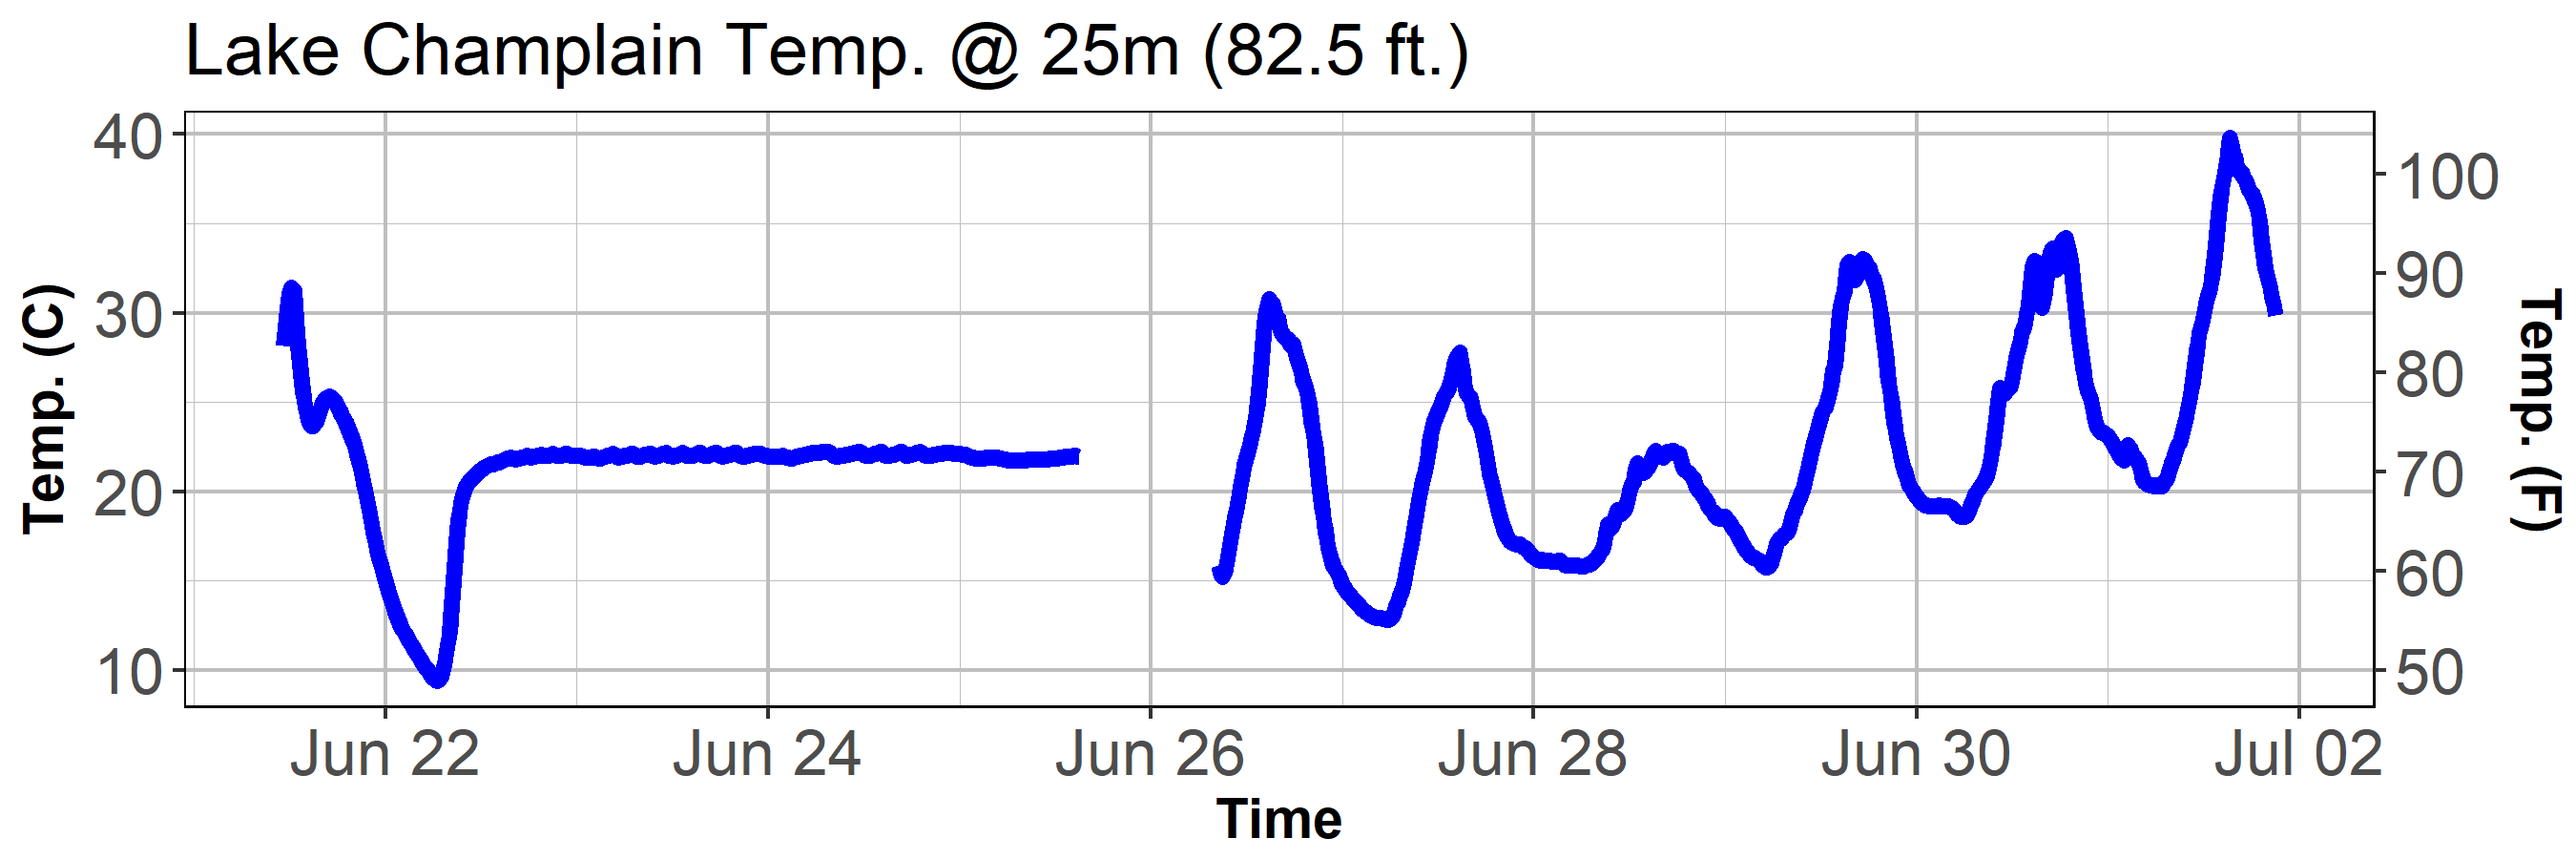 Lake Champlain Temp. @ 25m (82.5 ft.)
Temp. (C)
40
30
20
10
100
90
80
70
60
50
Temp. (F)
Jun 22 Jun 24 Jun 26 Jun 28 Jun 30 Jul 02
Time